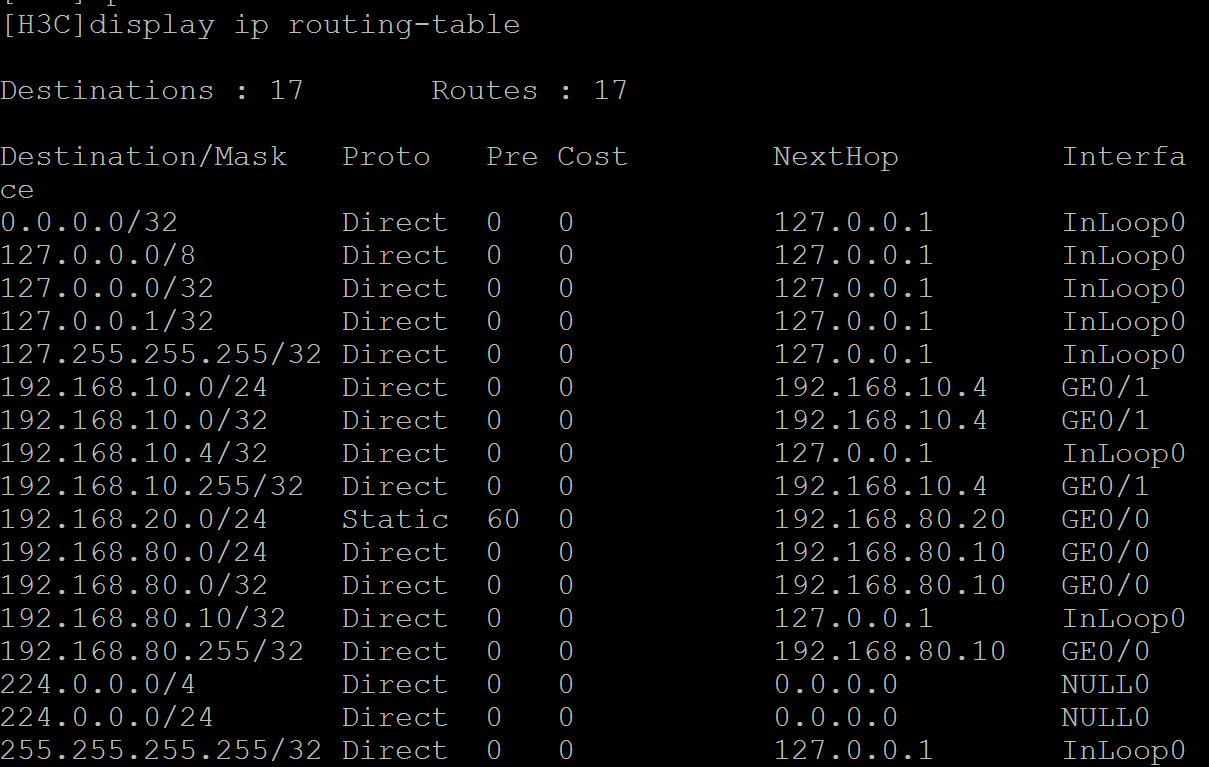 [H3C]display ip routing-table
Destinations : 17       Routes : 17
Destination/Mask   Proto   Pre Cost        NextHop         Interfa
ce
0.0.0.0/32         Direct  0   0           127.0.0.1       InLoop0
127.0.0.0/8        Direct  0   0           127.0.0.1       InLoop0
127.0.0.0/32       Direct  0   0           127.0.0.1       InLoop0
127.0.0.1/32       Direct  0   0           127.0.0.1       InLoop0
127.255.255.255/32 Direct  0   0           127.0.0.1       InLoop0
192.168.10.0/24    Direct  0   0           192.168.10.4    GE0/1
192.168.10.0/32    Direct  0   0           192.168.10.4    GE0/1
192.168.10.4/32    Direct  0   0           127.0.0.1       InLoop0
192.168.10.255/32  Direct  0   0           192.168.10.4    GE0/1
192.168.20.0/24    Static  60  0           192.168.80.20   GE0/0
192.168.80.0/24    Direct  0   0           192.168.80.10   GE0/0
192.168.80.0/32    Direct  0   0           192.168.80.10   GE0/0
192.168.80.10/32   Direct  0   0           127.0.0.1       InLoop0
192.168.80.255/32  Direct  0   0           192.168.80.10   GE0/0
224.0.0.0/4        Direct  0   0           0.0.0.0         NULL0
224.0.0.0/24       Direct  0   0           0.0.0.0         NULL0
255.255.255.255/32 Direct  0   0           127.0.0.1       InLoop0